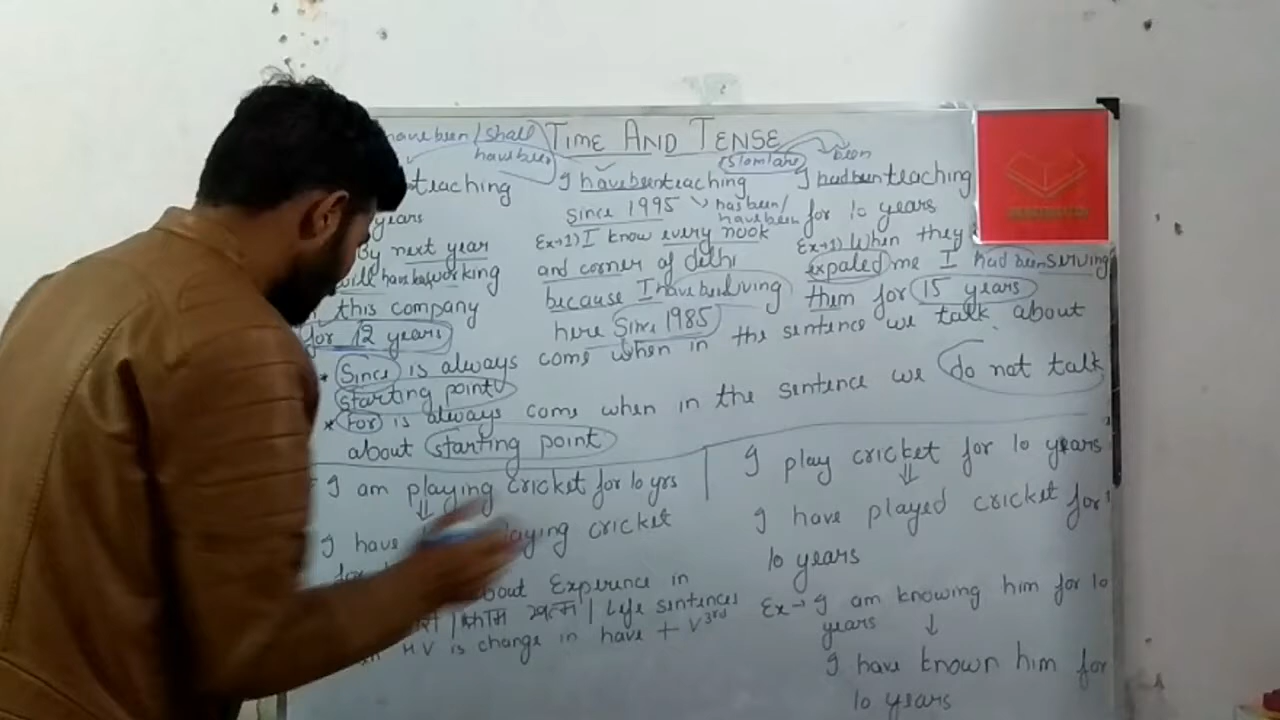 have been / shall TIME AND TENSE
have been Stomlane been
teaching I have been teaching I had been teaching
years since 1995 has been / have been for 10 years
By next year Ex→1) I know every nook Ex→1) When they
will have be working and corner of delhi expaled me I had been serving
this company because I have been living them for 15 years
for 12 years here Since 1985
* Since is always come when in the sentence we talk about
starting point
* For is always come when in the sentence we do not talk
about starting point
I am playing cricket for 10 yrs
⇓
I have playing cricket
about Experince in
काम खत्म / Life sentences
MV is change in have + V3rd
I play cricket for 10 years
⇓
I have played cricket for
10 years
Ex→ I am knowing him for 10
years ↓
I have known him for
10 years